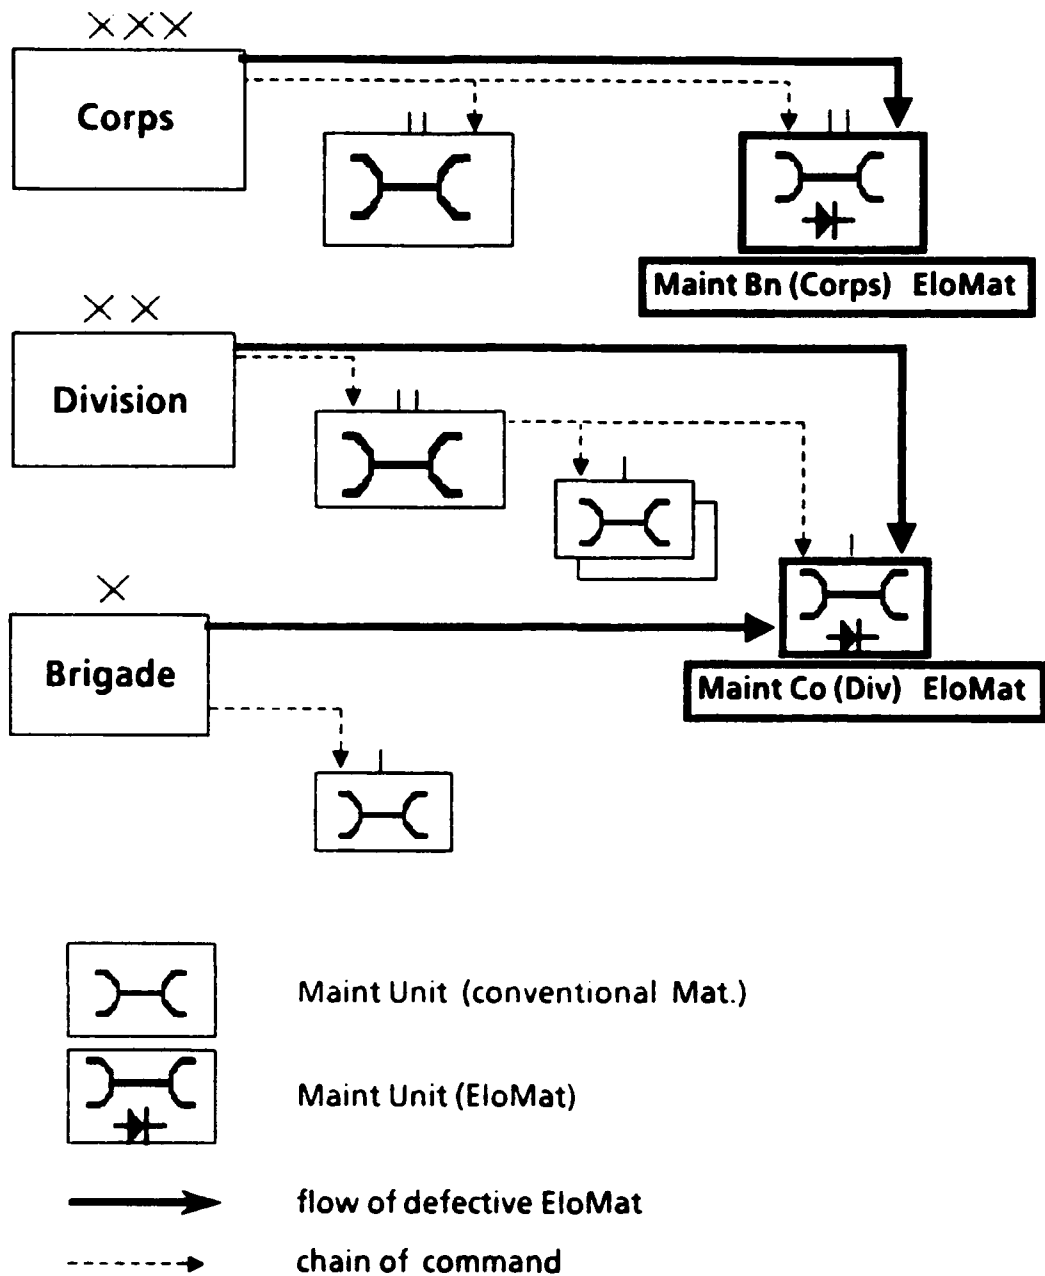 Corps
Maint Bn (Corps) EloMat
Division
Brigade
Maint Co (Div) EloMat
Maint Unit (conventional Mat.)
Maint Unit (EloMat)
flow of defective EloMat
chain of command